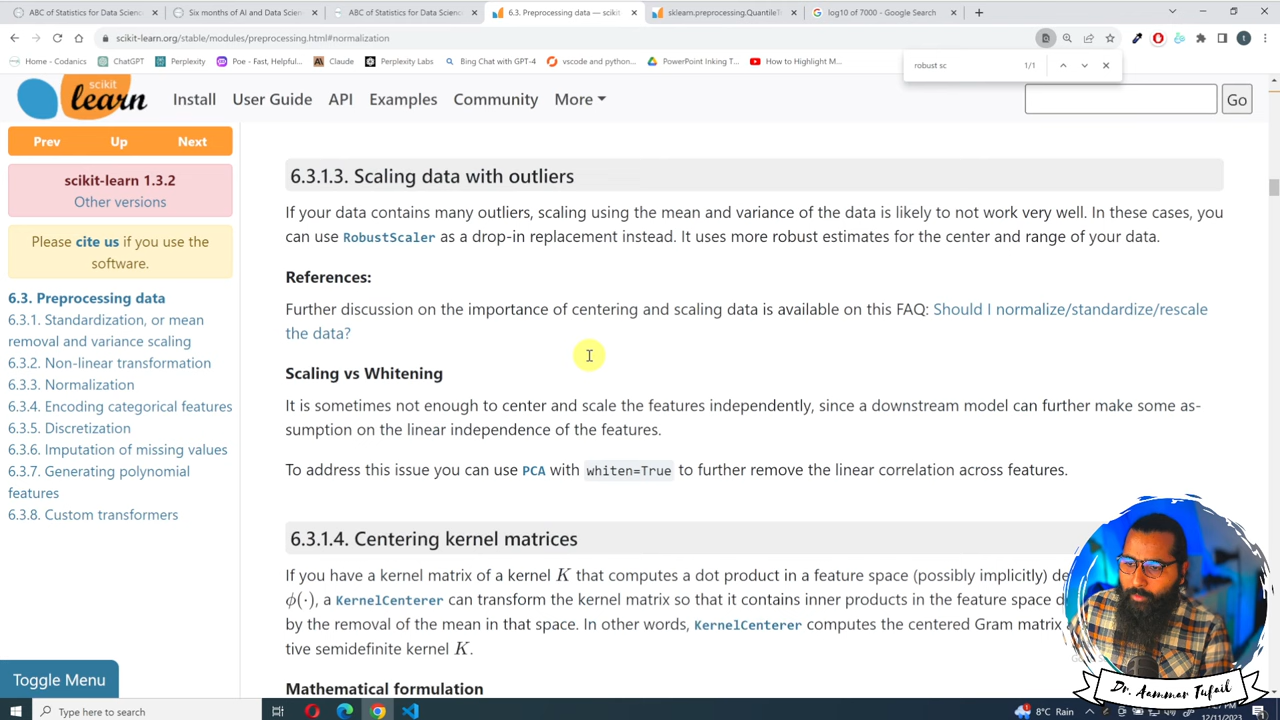 ABC of Statistics for Data Scienc
Six months of AI and Data Scien
ABC of Statistics for Data Scienc
6.3. Preprocessing data — scikit
sklearn.preprocessing.QuantileT
log10 of 7000 - Google Search
scikit-learn.org/stable/modules/preprocessing.html#normalization
Home - Codanics
ChatGPT
Perplexity
Poe - Fast, Helpful...
Claude
Perplexity Labs
Bing Chat with GPT-4
vscode and python...
PowerPoint Inking T...
How to Highlight M...
robust sc
1/1
scikit
learn
Install
User Guide
API
Examples
Community
More
Go
Prev
Up
Next
scikit-learn 1.3.2
Other versions
Please cite us if you use the
software.
6.3. Preprocessing data
6.3.1. Standardization, or mean
removal and variance scaling
6.3.2. Non-linear transformation
6.3.3. Normalization
6.3.4. Encoding categorical features
6.3.5. Discretization
6.3.6. Imputation of missing values
6.3.7. Generating polynomial
features
6.3.8. Custom transformers
Toggle Menu
6.3.1.3. Scaling data with outliers
If your data contains many outliers, scaling using the mean and variance of the data is likely to not work very well. In these cases, you
can use RobustScaler as a drop-in replacement instead. It uses more robust estimates for the center and range of your data.
References:
Further discussion on the importance of centering and scaling data is available on this FAQ: Should I normalize/standardize/rescale
the data?
Scaling vs Whitening
It is sometimes not enough to center and scale the features independently, since a downstream model can further make some as-
sumption on the linear independence of the features.
To address this issue you can use PCA with whiten=True to further remove the linear correlation across features.
6.3.1.4. Centering kernel matrices
If you have a kernel matrix of a kernel K that computes a dot product in a feature space (possibly implicitly) de
ϕ(·), a KernelCenterer can transform the kernel matrix so that it contains inner products in the feature space d
by the removal of the mean in that space. In other words, KernelCenterer computes the centered Gram matrix
tive semidefinite kernel K.
Mathematical formulation
Dr. Aammar Tufail
Type here to search
8°C Rain
12/11/2023